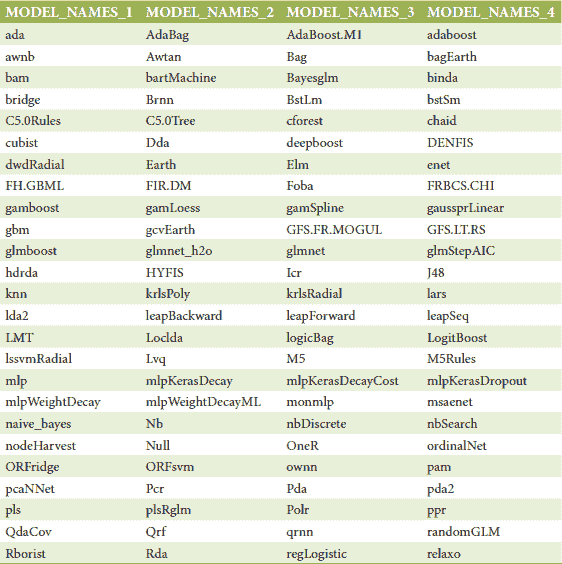 MODEL_NAMES_1 MODEL_NAMES_2 MODEL_NAMES_3 MODEL_NAMES_4
ada AdaBag AdaBoost.M1 adaboost
awnb Awtan Bag bagEarth
bam bartMachine Bayesglm binda
bridge Brnn BstLm bstSm
C5.0Rules C5.0Tree cforest chaid
cubist Dda deepboost DENFIS
dwdRadial Earth Elm enet
FH.GBML FIR.DM Foba FRBCS.CHI
gamboost gamLoess gamSpline gaussprLinear
gbm gcvEarth GFS.FR.MOGUL GFS.LT.RS
glmboost glmnet_h2o glmnet glmStepAIC
hdrda HYFIS Icr J48
knn krlsPoly krlsRadial lars
lda2 leapBackward leapForward leapSeq
LMT Loclda logicBag LogitBoost
lssvmRadial Lvq M5 M5Rules
mlp mlpKerasDecay mlpKerasDecayCost mlpKerasDropout
mlpWeightDecay mlpWeightDecayML monmlp msaenet
naive_bayes Nb nbDiscrete nbSearch
nodeHarvest Null OneR ordinalNet
ORFridge ORFsvm ownn pam
pcaNNet Pcr Pda pda2
pls plsRglm Polr ppr
QdaCov Qrf qrnn randomGLM
Rborist Rda regLogistic relaxo